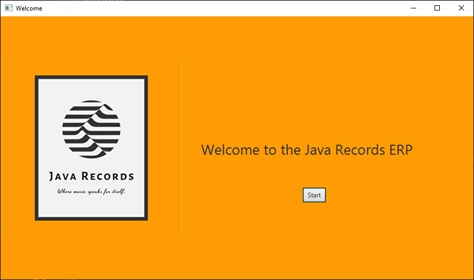 Welcome
JAVA RECORDS
Where music speaks for itself.
Welcome to the Java Records ERP
Start